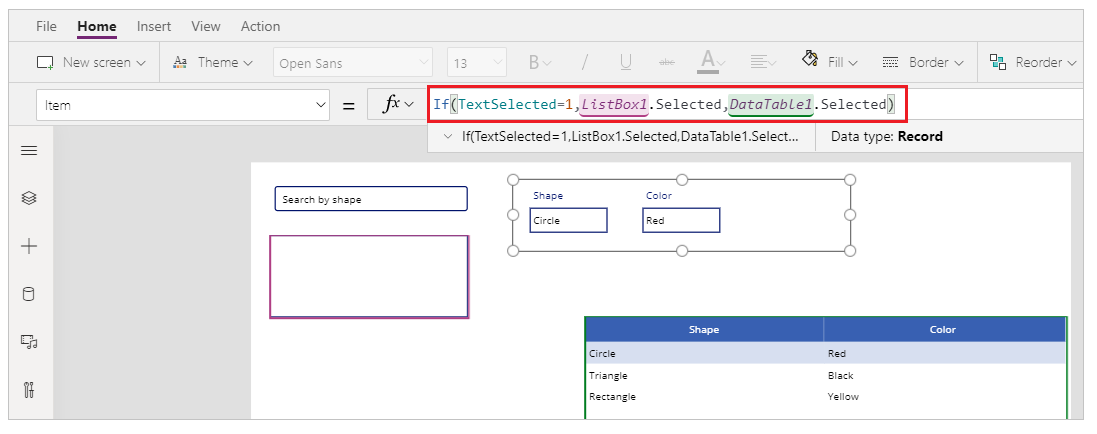 File Home Insert View Action
New screen Aa Theme Open Sans 13 B / U abc A Fill Border Reorder
Item = fx If(TextSelected=1,ListBox1.Selected,DataTable1.Selected)
If(TextSelected=1,ListBox1.Selected,DataTable1.Select... Data type: Record
Search by shape
Shape Color
Circle Red
Shape Color
Circle Red
Triangle Black
Rectangle Yellow